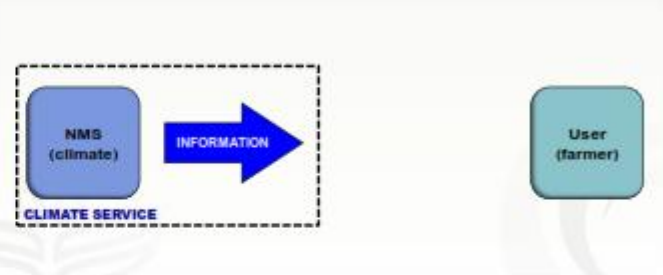 NMS
(climate)
INFORMATION
CLIMATE SERVICE
User
(farmer)